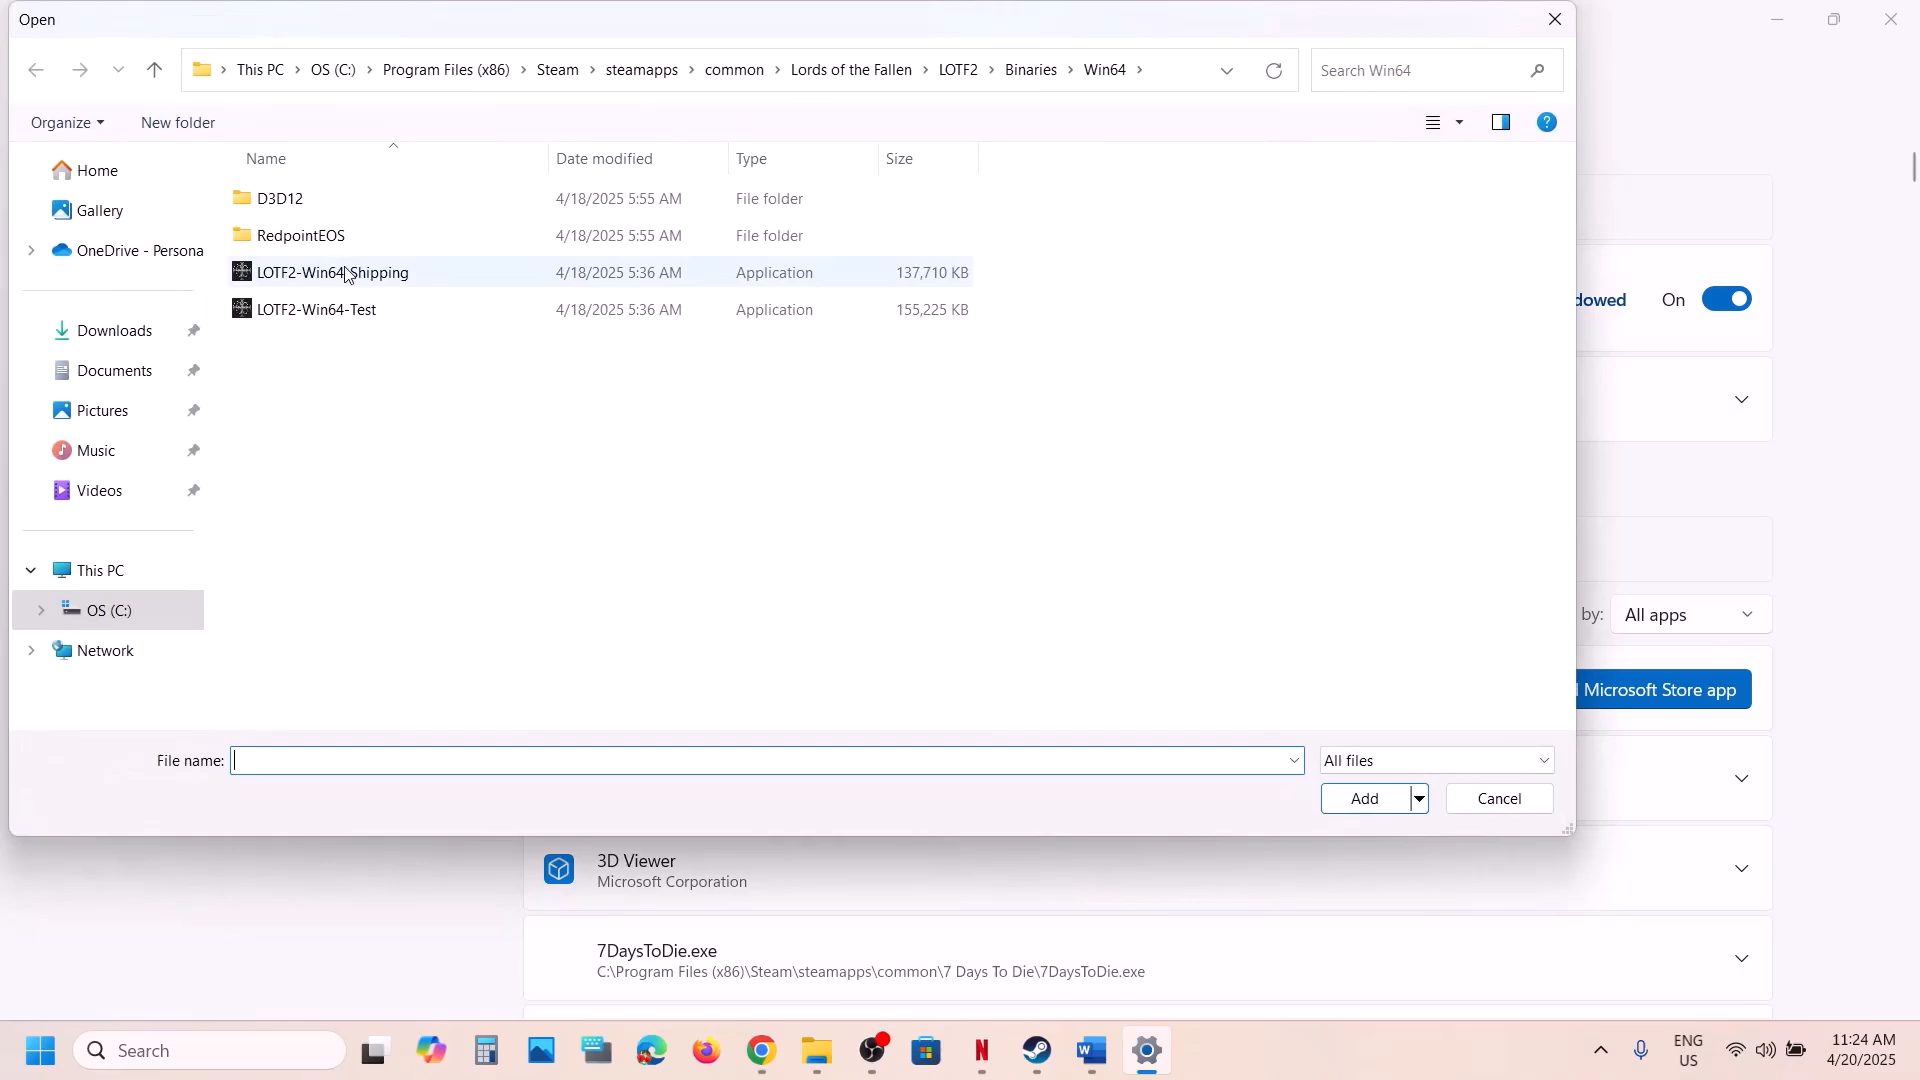 Open
This PC > OS (C:) > Program Files (x86) > Steam > steamapps > common > Lords of the Fallen > LOTF2 > Binaries > Win64 >
Search Win64
Organize
New folder
Name
Date modified
Type
Size
Home
Gallery
OneDrive - Persona
Downloads
Documents
Pictures
Music
Videos
This PC
OS (C:)
Network
D3D12 4/18/2025 5:55 AM File folder
RedpointEOS 4/18/2025 5:55 AM File folder
LOTF2-Win64-Shipping 4/18/2025 5:36 AM Application 137,710 KB
LOTF2-Win64-Test 4/18/2025 5:36 AM Application 155,225 KB
File name:
All files
Add
Cancel
dowed On
by: All apps
Microsoft Store app
3D Viewer
Microsoft Corporation
7DaysToDie.exe
C:\Program Files (x86)\Steam\steamapps\common\7 Days To Die\7DaysToDie.exe
Search
ENG
US
11:24 AM
4/20/2025